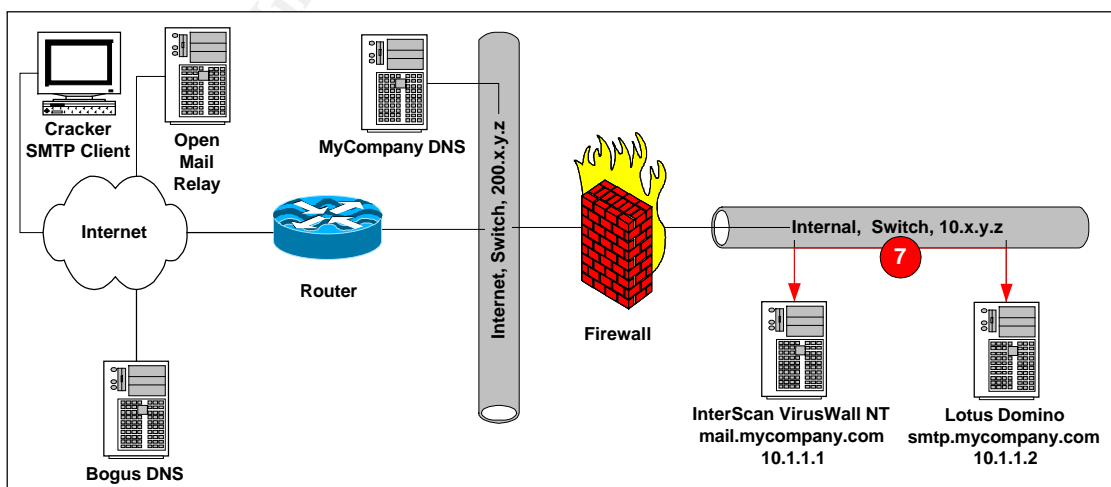 Cracker
SMTP Client
Open
Mail
Relay
MyCompany DNS
Internet
Router
Internet, Switch, 200.x.y.z
Firewall
Internal, Switch, 10.x.y.z
7
Bogus DNS
InterScan VirusWall NT
mail.mycompany.com
10.1.1.1
Lotus Domino
smtp.mycompany.com
10.1.1.2